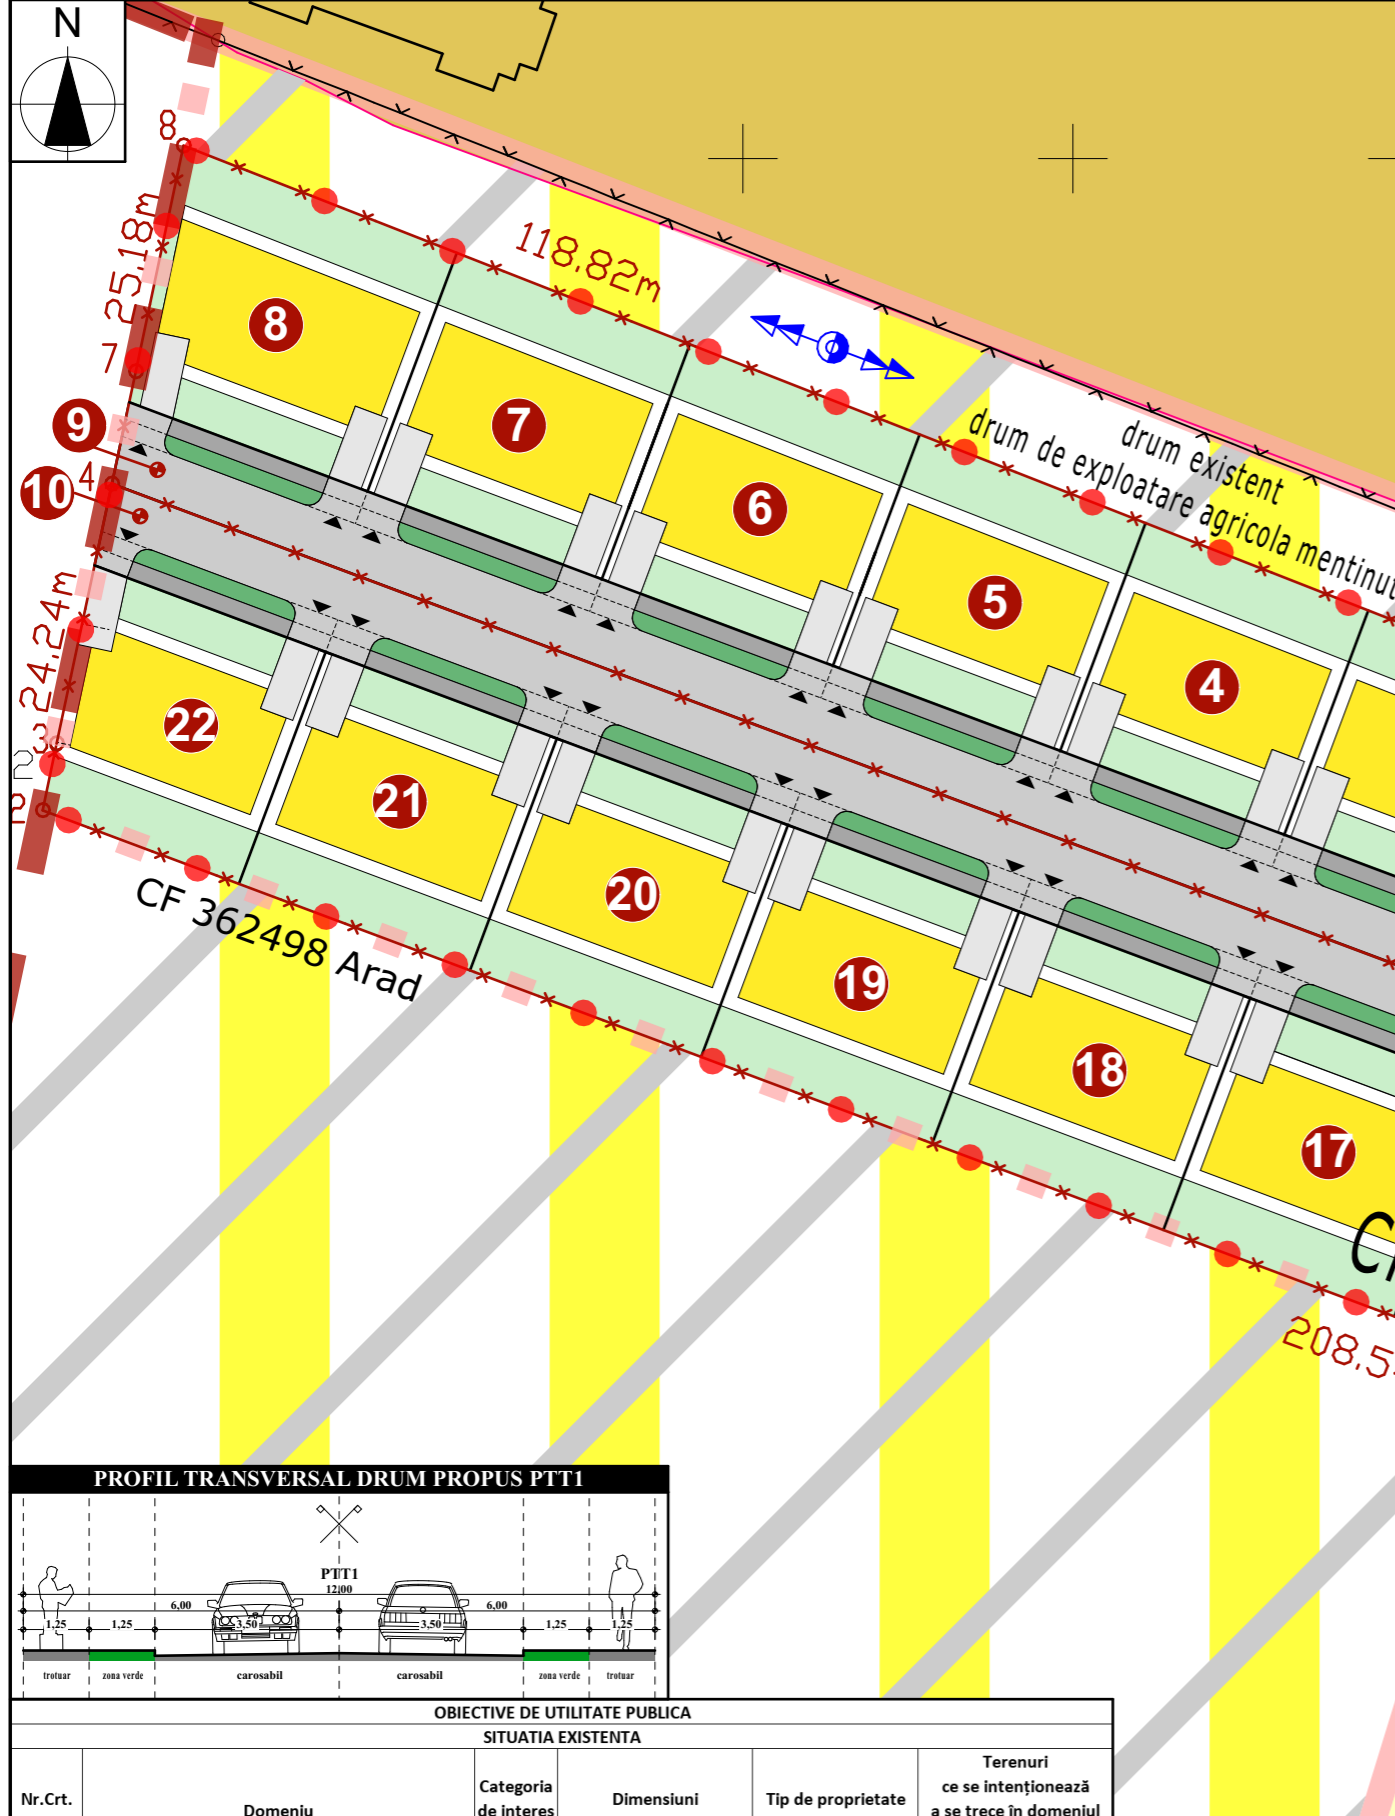 N
8
118.82m
25.18m
8
7
7
drum existent
drum de exploatare agricola mentinut
9
6
4
10
5
4
24.24m
3
22
2
2
21
20
CF 362498 Arad
19
18
17
208.5
PROFIL TRANSVERSAL DRUM PROPUS PTT1
PTT1
12,00
6,00
6,00
1,25
1,25
3,50
3,50
1,25
1,25
trotuar
zona verde
carosabil
carosabil
zona verde
trotuar
OBIECTIVE DE UTILITATE PUBLICA
SITUATIA EXISTENTA
Nr.Crt.
Domeniu
Categoria
de interes
Dimensiuni
Tip de proprietate
Terenuri
ce se intenționează
a se trece în domeniul